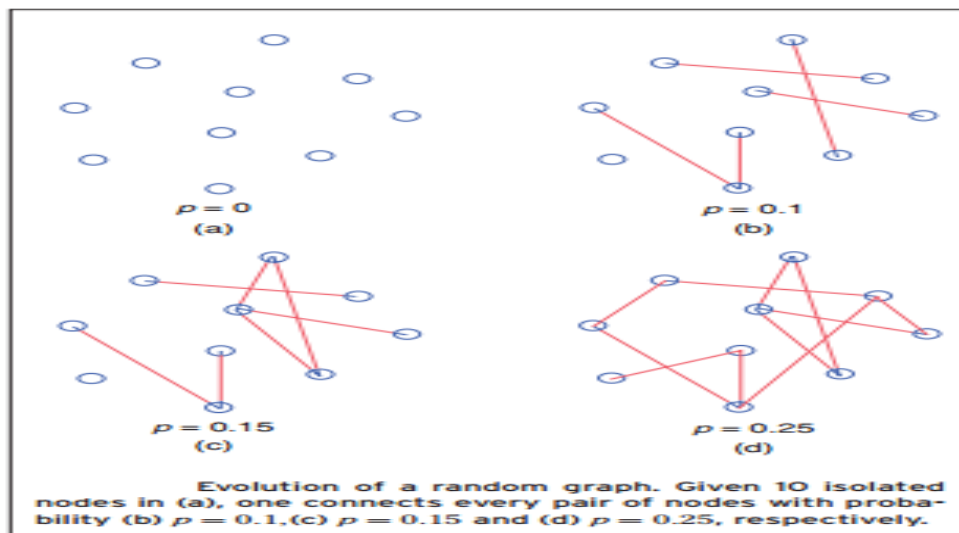 p = 0
(a)
p = 0.1
(b)
p = 0.15
(c)
p = 0.25
(d)
Evolution of a random graph. Given 10 isolated
nodes in (a), one connects every pair of nodes with proba-
bility (b) p = 0.1,(c) p = 0.15 and (d) p = 0.25, respectively.